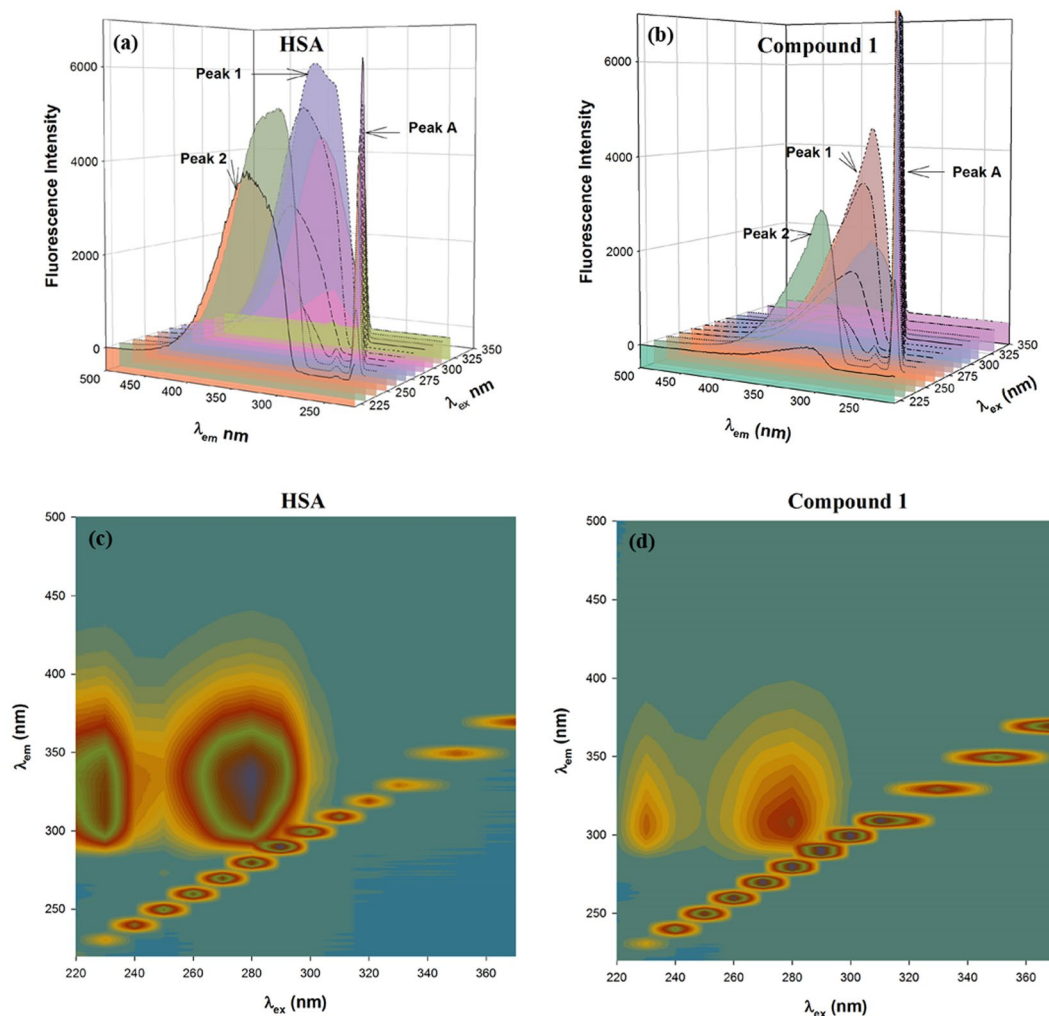 (a)
HSA
Peak 1
Peak A
Peak 2
Fluorescence Intensity
6000
4000
2000
0
500
450
400
350
300
250
225
250
275
300
325
350
λem nm
λex nm
(b)
Compound 1
Peak 1
Peak A
Peak 2
Fluorescence Intensity
6000
4000
2000
0
500
450
400
350
300
250
225
250
275
300
325
350
λem (nm)
λex (nm)
HSA
(c)
500
450
400
350
300
250
λem (nm)
220 240 260 280 300 320 340 360
λex (nm)
Compound 1
(d)
500
450
400
350
300
250
λem (nm)
220 240 260 280 300 320 340 360
λex (nm)